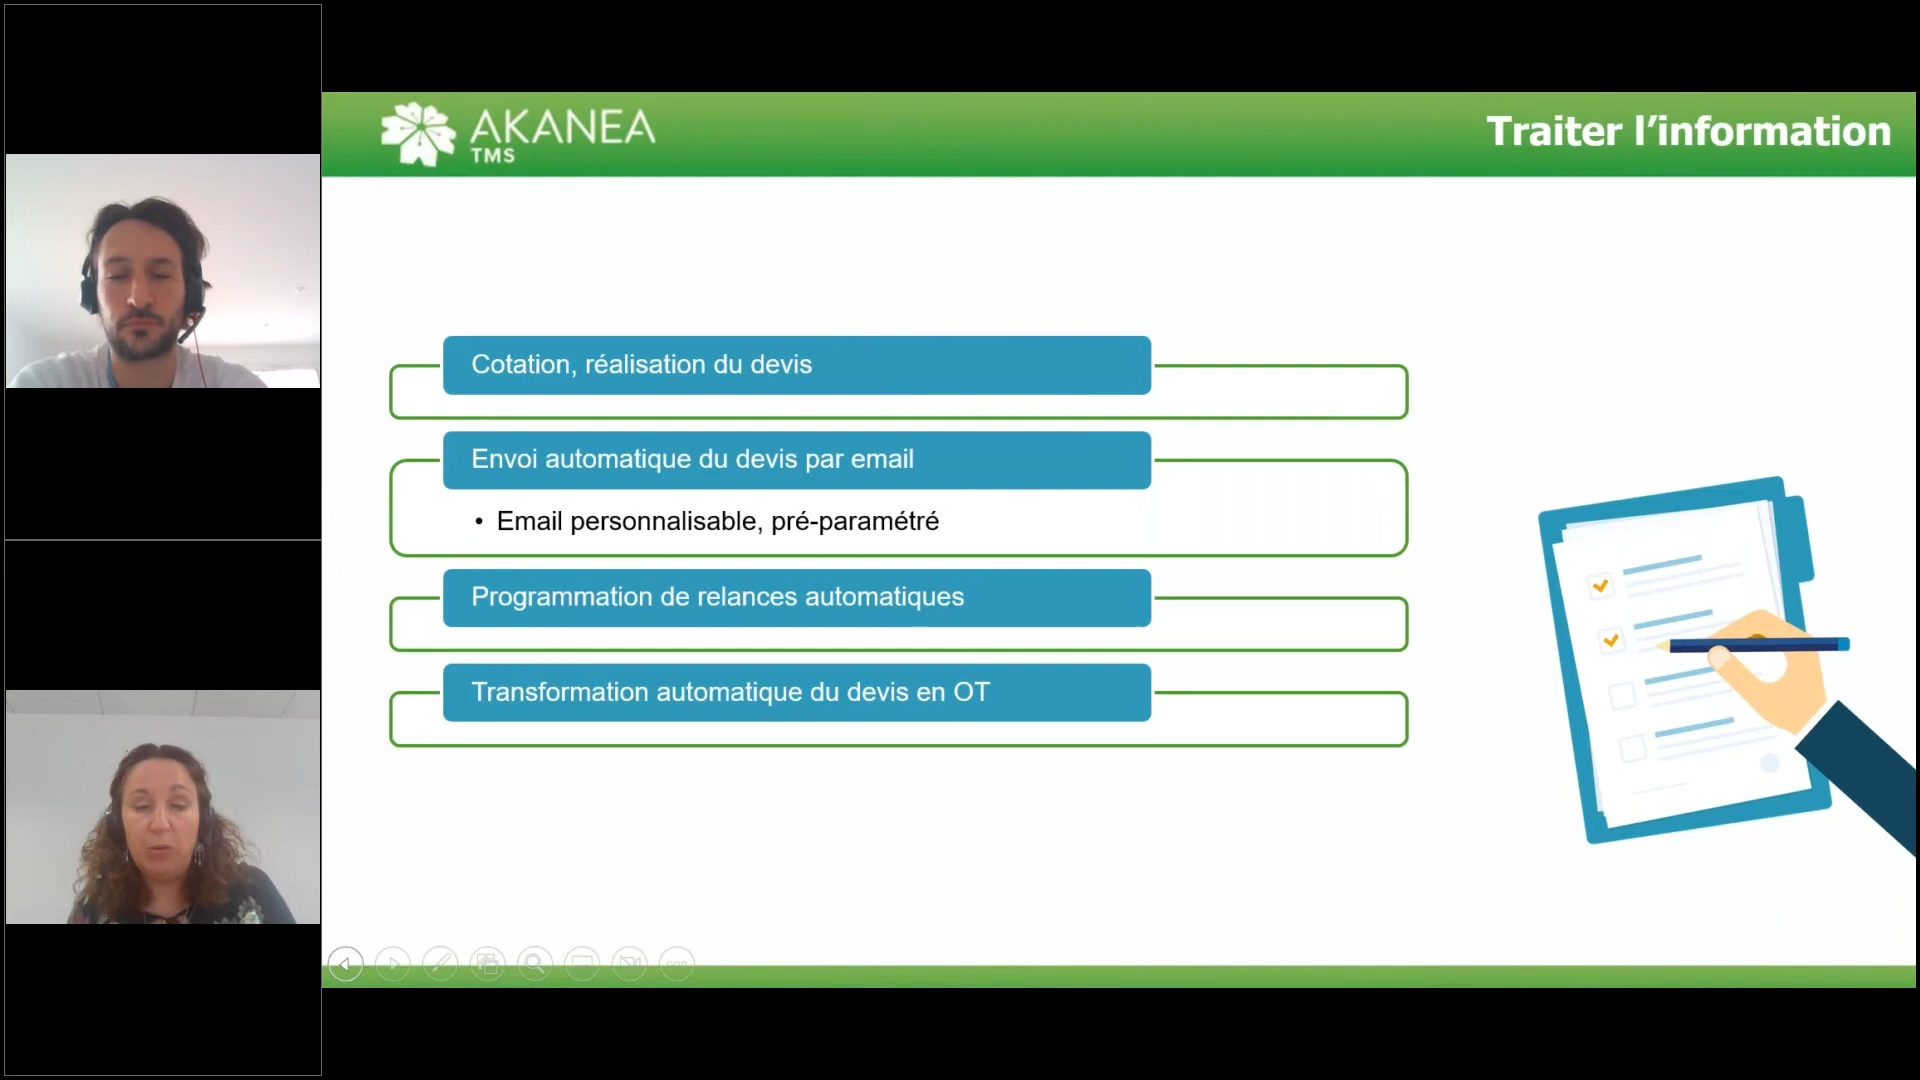 AKANEA
TMS
Traiter l'information
Cotation, réalisation du devis
Envoi automatique du devis par email
• Email personnalisable, pré-paramétré
Programmation de relances automatiques
Transformation automatique du devis en OT